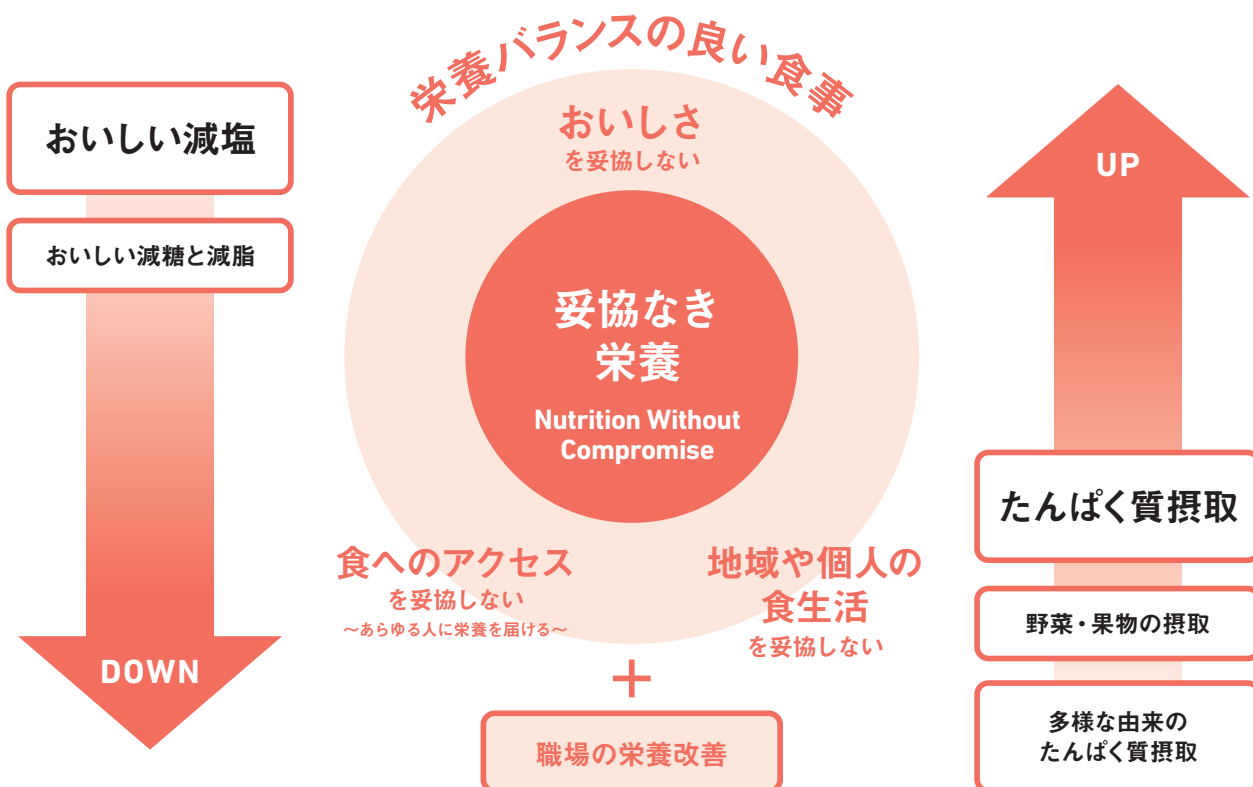 栄養バランスの良い食事
おいしい減塩
おいしい減糖と減脂
DOWN
おいしさ
を妥協しない
妥協なき
栄養
Nutrition Without
Compromise
食へのアクセス
を妥協しない
〜あらゆる人に栄養を届ける〜
地域や個人の
食生活
を妥協しない
+
職場の栄養改善
UP
たんぱく質摂取
野菜・果物の摂取
多様な由来の
たんぱく質摂取